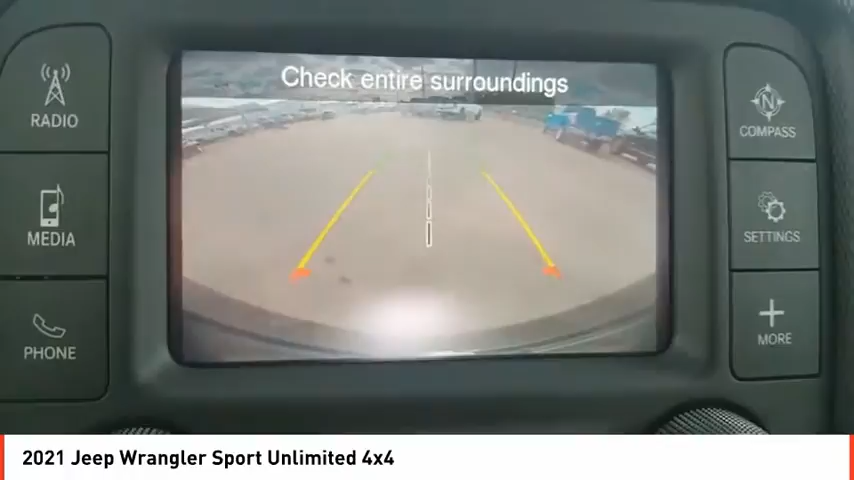 Check entire surroundings
RADIO
N
COMPASS
MEDIA
SETTINGS
PHONE
MORE
2021 Jeep Wrangler Sport Unlimited 4x4